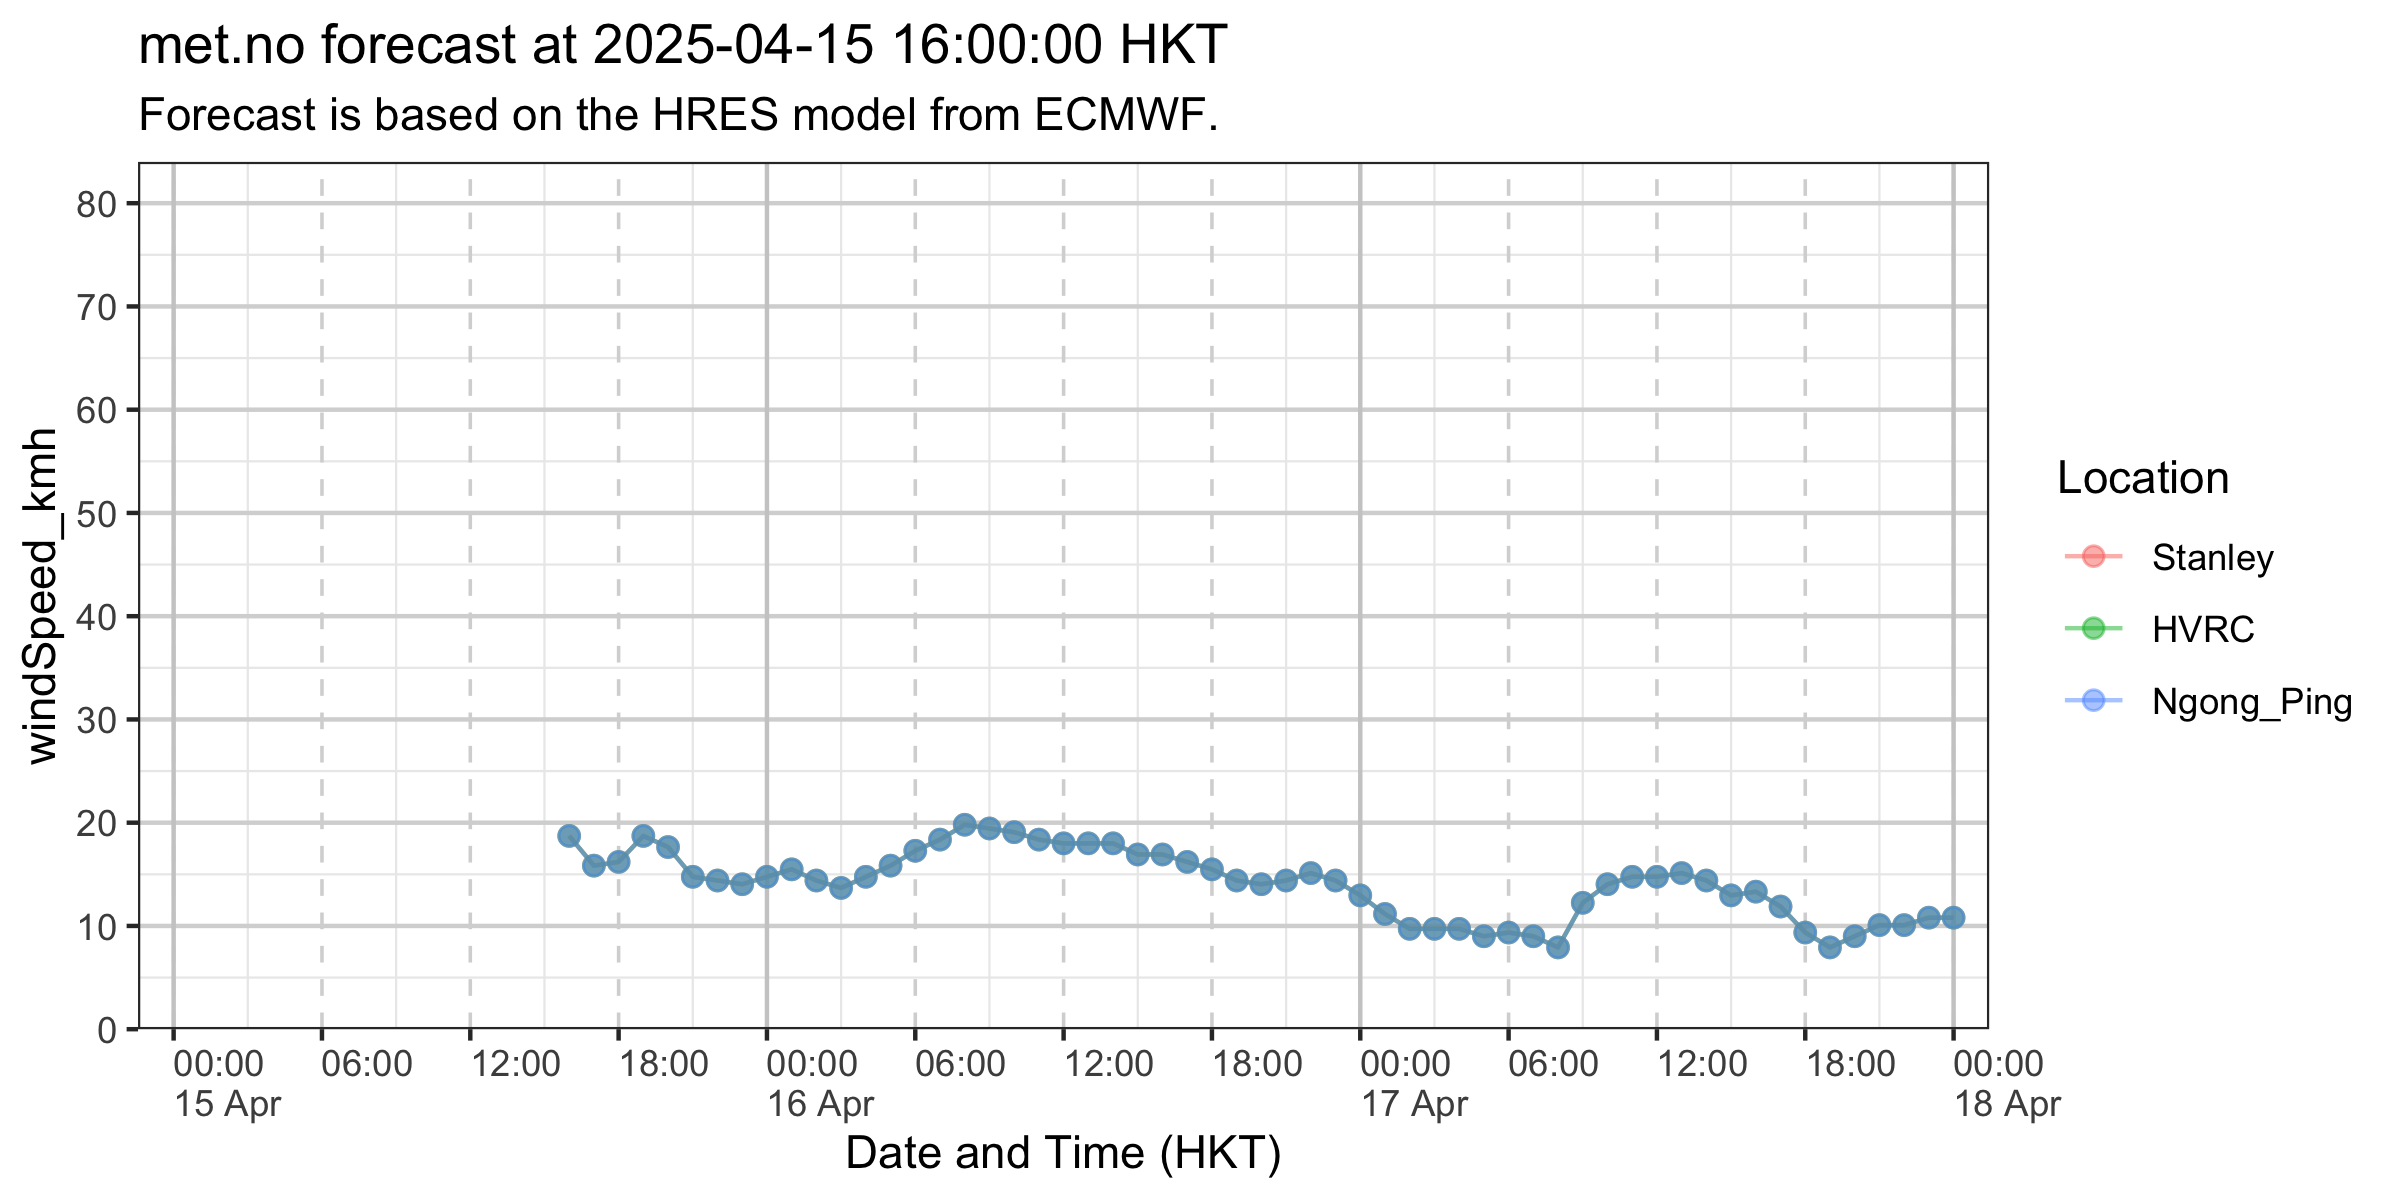 met.no forecast at 2025-04-15 16:00:00 HKT
Forecast is based on the HRES model from ECMWF.
windSpeed_kmh
80
70
60
50
40
30
20
10
0
00:00 06:00 12:00 18:00 00:00 06:00 12:00 18:00 00:00 06:00 12:00 18:00 00:00
15 Apr 16 Apr 17 Apr 18 Apr
Date and Time (HKT)
Location
Stanley
HVRC
Ngong_Ping